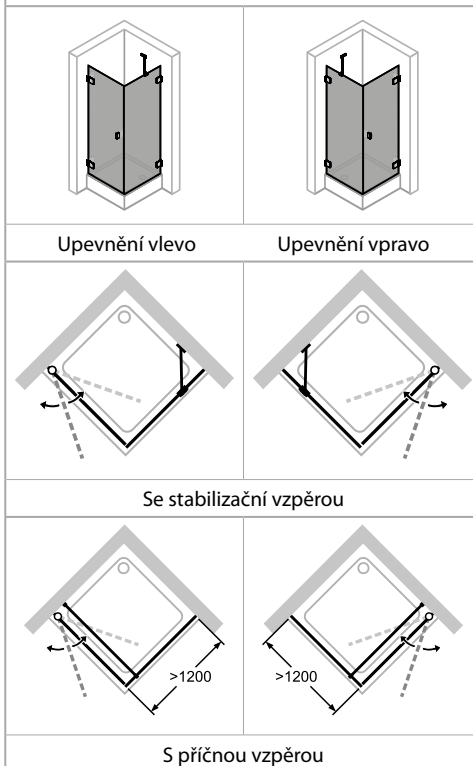 Upevnění vlevo
Upevnění vpravo
Se stabilizační vzpěrou
>1200
>1200
S příčnou vzpěrou